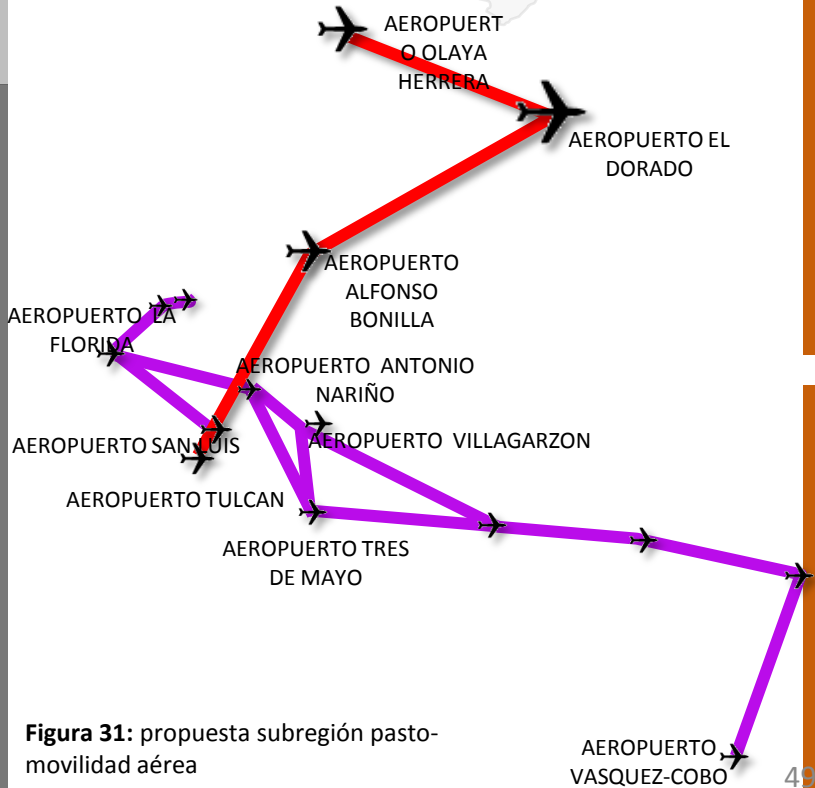 AEROPUERT
O OLAYA
HERRERA
AEROPUERTO EL
DORADO
AEROPUERTO
ALFONSO
BONILLA
AEROPUERTO LA
FLORIDA
AEROPUERTO ANTONIO
NARIÑO
AEROPUERTO SAN LUIS
AEROPUERTO VILLAGARZON
AEROPUERTO TULCAN
AEROPUERTO TRES
DE MAYO
Figura 31: propuesta subregión pasto-
movilidad aérea
AEROPUERTO
VASQUEZ-COBO
49